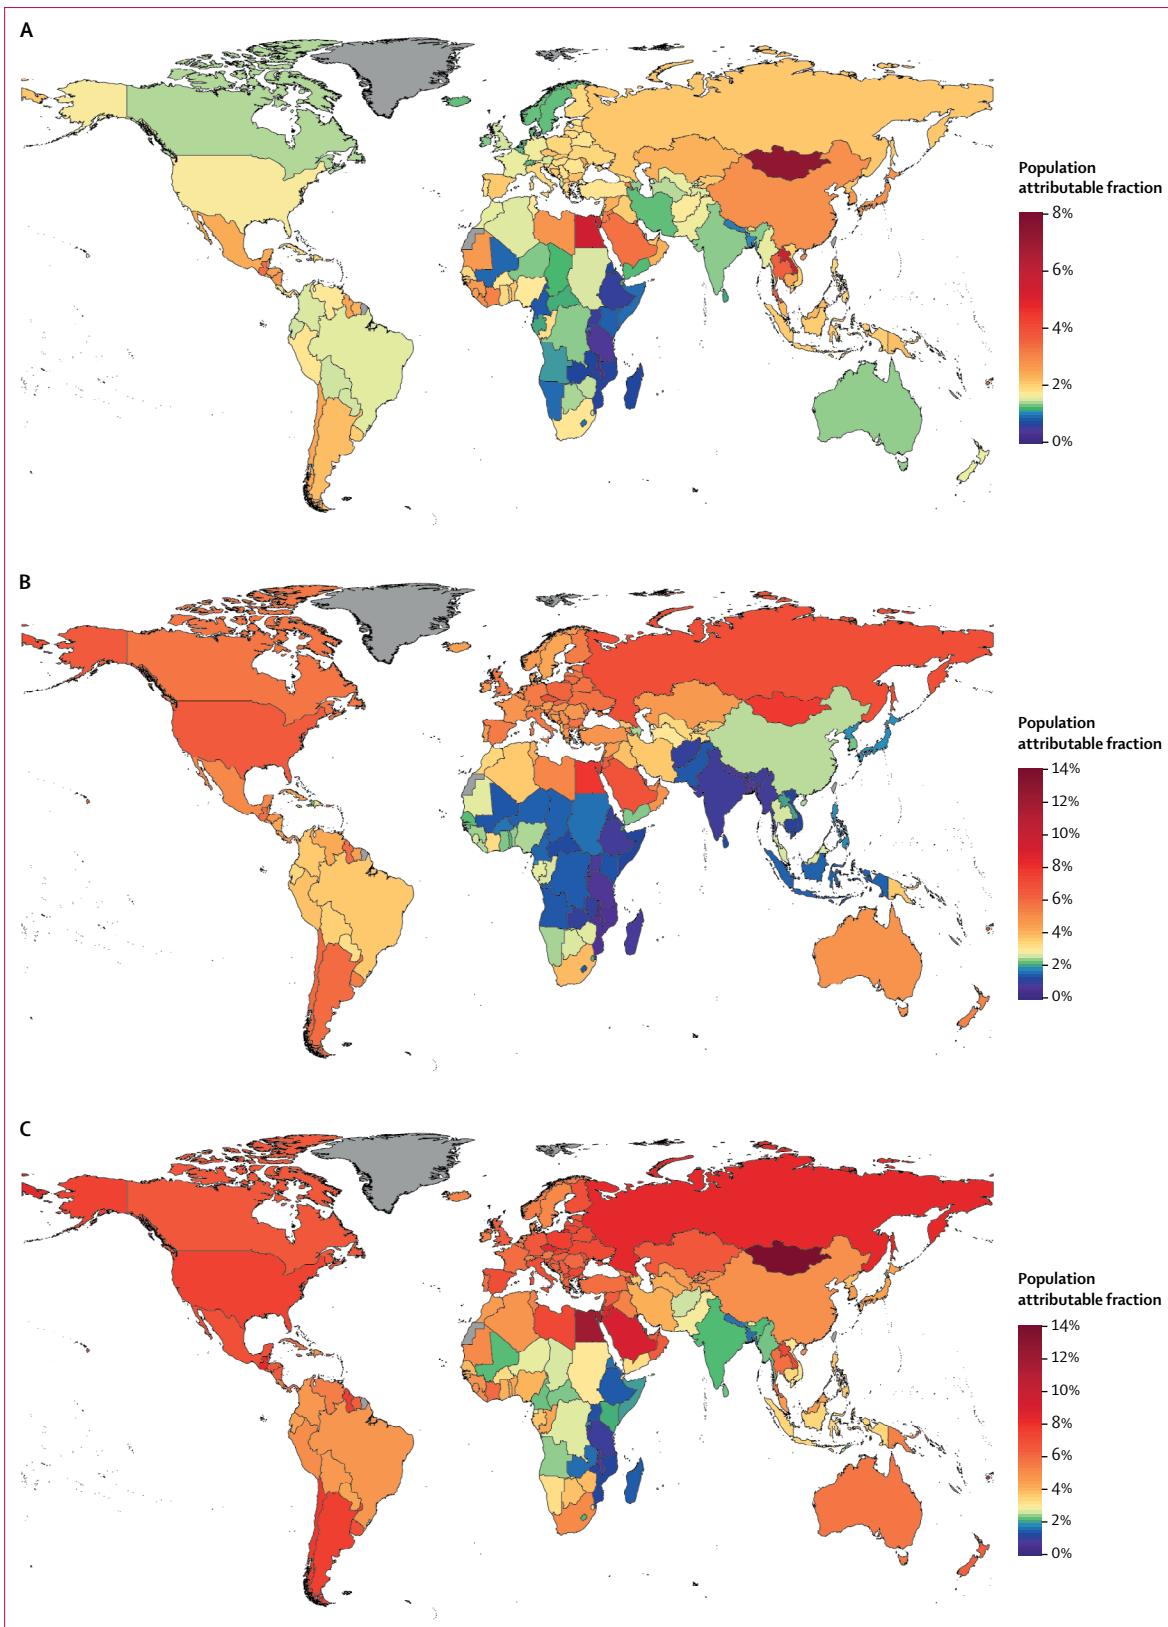 A
Population
attributable fraction
8%
6%
4%
2%
0%
B
Population
attributable fraction
14%
12%
10%
8%
6%
4%
2%
0%
C
Population
attributable fraction
14%
12%
10%
8%
6%
4%
2%
0%